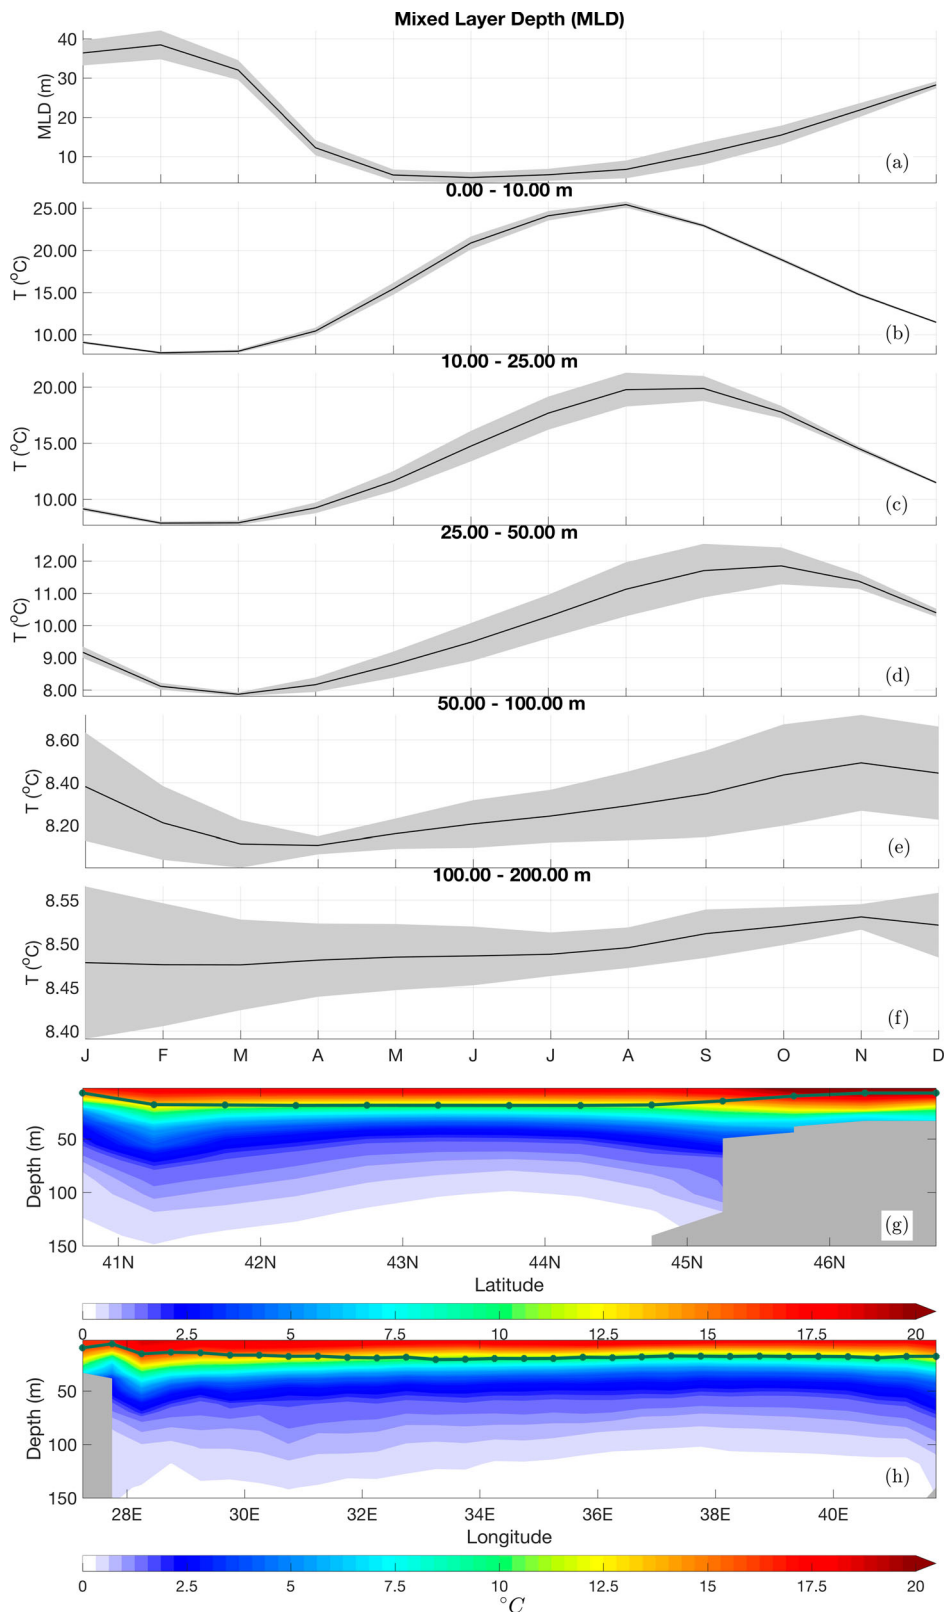 Mixed Layer Depth (MLD)
40
30
20
10
MLD (m)
(a)
0.00 - 10.00 m
25.00
20.00
15.00
10.00
T (°C)
(b)
10.00 - 25.00 m
20.00
15.00
10.00
T (°C)
(c)
25.00 - 50.00 m
12.00
11.00
10.00
9.00
8.00
T (°C)
(d)
50.00 - 100.00 m
8.60
8.40
8.20
T (°C)
(e)
100.00 - 200.00 m
8.55
8.50
8.45
8.40
T (°C)
(f)
J F M A M J J A S O N D
50
100
150
Depth (m)
(g)
41N 42N 43N 44N 45N 46N
Latitude
0 2.5 5 7.5 10 12.5 15 17.5 20
50
100
150
Depth (m)
(h)
28E 30E 32E 34E 36E 38E 40E
Longitude
0 2.5 5 7.5 10 12.5 15 17.5 20
°C